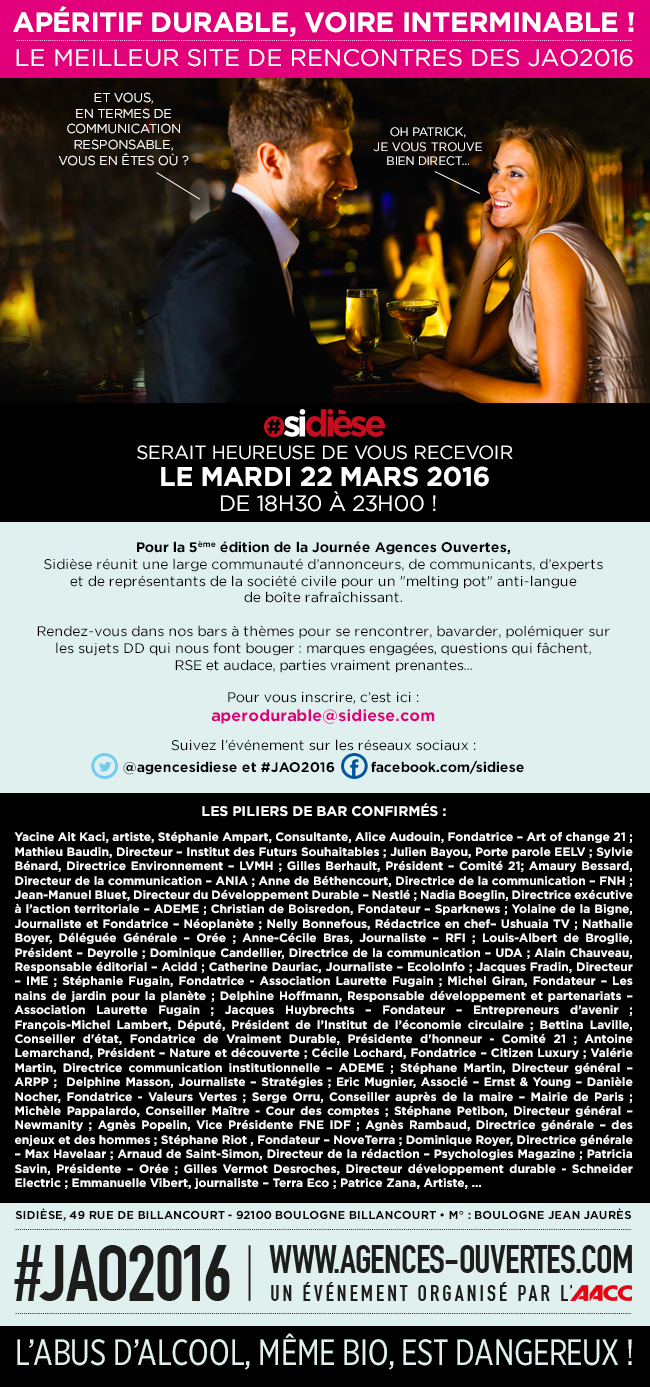 APÉRITIF DURABLE, VOIRE INTERMINABLE !
LE MEILLEUR SITE DE RENCONTRES DES JAO2016
ET VOUS,
EN TERMES DE
COMMUNICATION
RESPONSABLE,
VOUS EN ÊTES OÙ ?
OH PATRICK,
JE VOUS TROUVE
BIEN DIRECT...
#sidièse
SERAIT HEUREUSE DE VOUS RECEVOIR
LE MARDI 22 MARS 2016
DE 18H30 À 23H00 !
Pour la 5ème édition de la Journée Agences Ouvertes,
Sidièse réunit une large communauté d’annonceurs, de communicants, d’experts
et de représentants de la société civile pour un "melting pot" anti-langue
de boîte rafraîchissant.
Rendez-vous dans nos bars à thèmes pour se rencontrer, bavarder, polémiquer sur
les sujets DD qui nous font bouger : marques engagées, questions qui fâchent,
RSE et audace, parties vraiment prenantes...
Pour vous inscrire, c’est ici :
aperodurable@sidiese.com
Suivez l’événement sur les réseaux sociaux :
@agencesidiese et #JAO2016 facebook.com/sidiese
LES PILIERS DE BAR CONFIRMÉS :
Yacine Ait Kaci, artiste, Stéphanie Ampart, Consultante, Alice Audouin, Fondatrice – Art of change 21 ;
Mathieu Baudin, Directeur – Institut des Futurs Souhaitables ; Julien Bayou, Porte parole EELV ; Sylvie
Bénard, Directrice Environnement – LVMH ; Gilles Berhault, Président – Comité 21; Amaury Bessard,
Directeur de la communication – ANIA ; Anne de Béthencourt, Directrice de la communication – FNH ;
Jean-Manuel Bluet, Directeur du Développement Durable – Nestlé ; Nadia Boeglin, Directrice exécutive
à l’action territoriale – ADEME ; Christian de Boisredon, Fondateur – Sparknews ; Yolaine de la Bigne,
Journaliste et Fondatrice – Néoplanète ; Nelly Bonnefous, Rédactrice en chef– Ushuaia TV ; Nathalie
Boyer, Déléguée Générale – Orée ; Anne-Cécile Bras, Journaliste – RFI ; Louis-Albert de Broglie,
Président – Deyrolle ; Dominique Candellier, Directrice de la communication – UDA ; Alain Chauveau,
Responsable éditorial – Acidd ; Catherine Dauriac, Journaliste – EcoloInfo ; Jacques Fradin, Directeur
– IME ; Stéphanie Fugain, Fondatrice - Association Laurette Fugain ; Michel Giran, Fondateur – Les
nains de jardin pour la planète ; Delphine Hoffmann, Responsable développement et partenariats –
Association Laurette Fugain ; Jacques Huybrechts – Fondateur – Entrepreneurs d’avenir ;
François-Michel Lambert, Député, Président de l’Institut de l’économie circulaire ; Bettina Laville,
Conseiller d'état, Fondatrice de Vraiment Durable, Présidente d'honneur - Comité 21 ; Antoine
Lemarchand, Président – Nature et découverte ; Cécile Lochard, Fondatrice – Citizen Luxury ; Valérie
Martin, Directrice communication institutionnelle – ADEME ; Stéphane Martin, Directeur général –
ARPP ; Delphine Masson, Journaliste – Stratégies ; Eric Mugnier, Associé – Ernst & Young – Danièle
Nocher, Fondatrice - Valeurs Vertes ; Serge Orru, Conseiller auprès de la maire – Mairie de Paris ;
Michèle Pappalardo, Conseiller Maître - Cour des comptes ; Stéphane Petibon, Directeur général –
Newmanity ; Agnès Popelin, Vice Présidente FNE IDF ; Agnès Rambaud, Directrice générale – des
enjeux et des hommes ; Stéphane Riot , Fondateur – NoveTerra ; Dominique Royer, Directrice générale
– Max Havelaar ; Arnaud de Saint-Simon, Directeur de la rédaction – Psychologies Magazine ; Patricia
Savin, Présidente – Orée ; Gilles Vermot Desroches, Directeur développement durable - Schneider
Electric ; Emmanuelle Vibert, journaliste – Terra Eco ; Patrice Zana, Artiste, ...
SIDIÈSE, 49 RUE DE BILLANCOURT - 92100 BOULOGNE BILLANCOURT • M° : BOULOGNE JEAN JAURÈS
#JAO2016
WWW.AGENCES-OUVERTES.COM
UN ÉVÉNEMENT ORGANISÉ PAR L’AACC
L’ABUS D’ALCOOL, MÊME BIO, EST DANGEREUX !